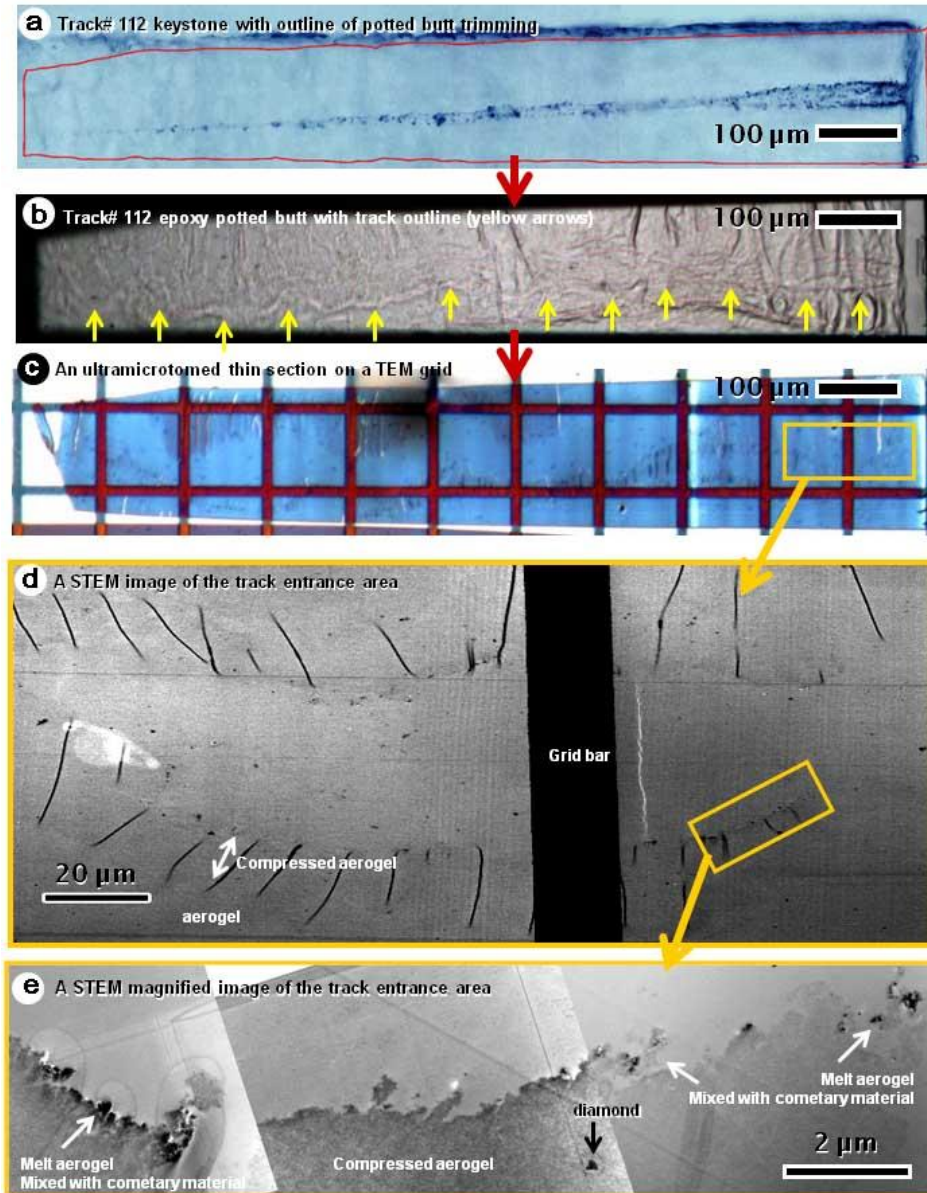 a Track# 112 keystone with outline of potted butt trimming
100 µm
b Track# 112 epoxy potted butt with track outline (yellow arrows)
100 µm
c An ultramicrotomed thin section on a TEM grid
100 µm
d A STEM image of the track entrance area
Grid bar
Compressed aerogel
20 µm
aerogel
e A STEM magnified image of the track entrance area
Melt aerogel
Mixed with cometary material
diamond
Melt aerogel
Mixed with cometary material
Compressed aerogel
2 µm